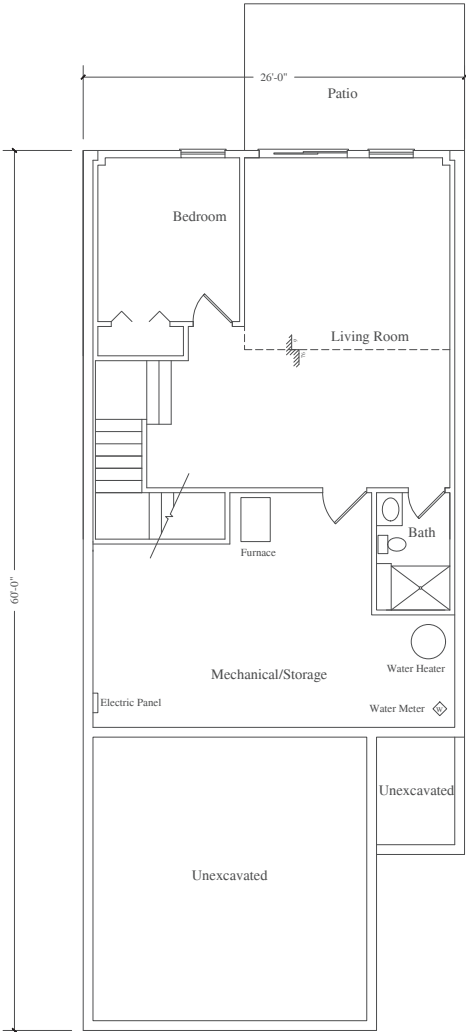 26'-0"
Patio
Bedroom
Living Room
Bath
Furnace
60'-0"
Water Heater
Mechanical/Storage
Electric Panel
Water Meter
W
Unexcavated
Unexcavated